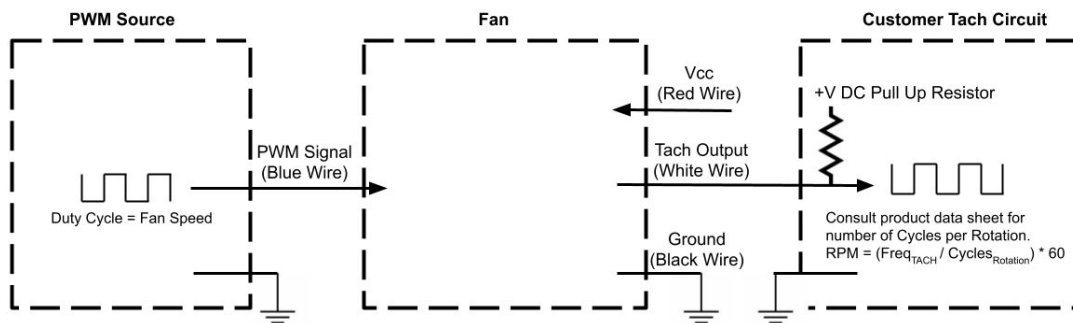 PWM Source
Fan
Customer Tach Circuit
Vcc
(Red Wire)
+V DC Pull Up Resistor
PWM Signal
(Blue Wire)
Tach Output
(White Wire)
Duty Cycle = Fan Speed
Consult product data sheet for
number of Cycles per Rotation.
RPM = (Freq_TACH / Cycles_Rotation) * 60
Ground
(Black Wire)